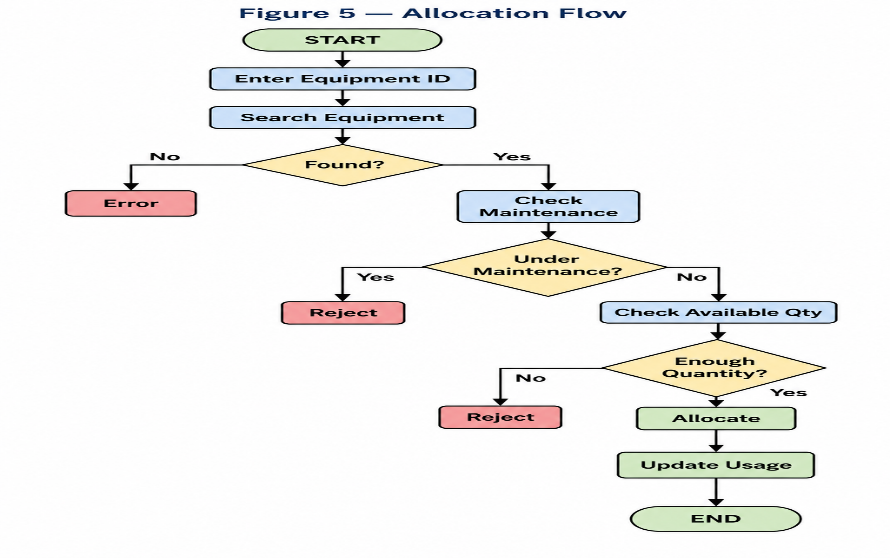 Figure 5 — Allocation Flow
START
Enter Equipment ID
Search Equipment
Found?
No
Yes
Error
Check
Maintenance
Under
Maintenance?
Yes
No
Reject
Check Available Qty
Enough
Quantity?
No
Yes
Reject
Allocate
Update Usage
END